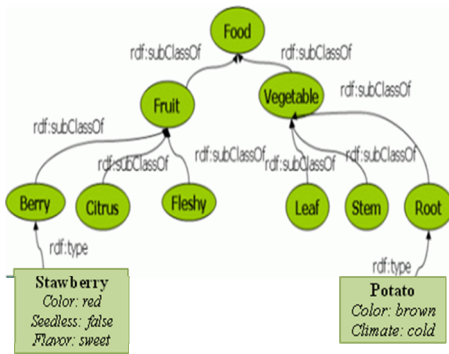 Food
rdf:subClassOf
rdf:subClassOf
Fruit
Vegetable
rdf:subClassOf
rdf:subClassOf
rdf:subClassOf
rdf:subClassOf
rdf:subClassOf
rdf:subClassOf
Berry
Citrus
Fleshy
Leaf
Stem
Root
rdf:type
rdf:type
Stawberry
Color: red
Seedless: false
Flavor: sweet
Potato
Color: brown
Climate: cold